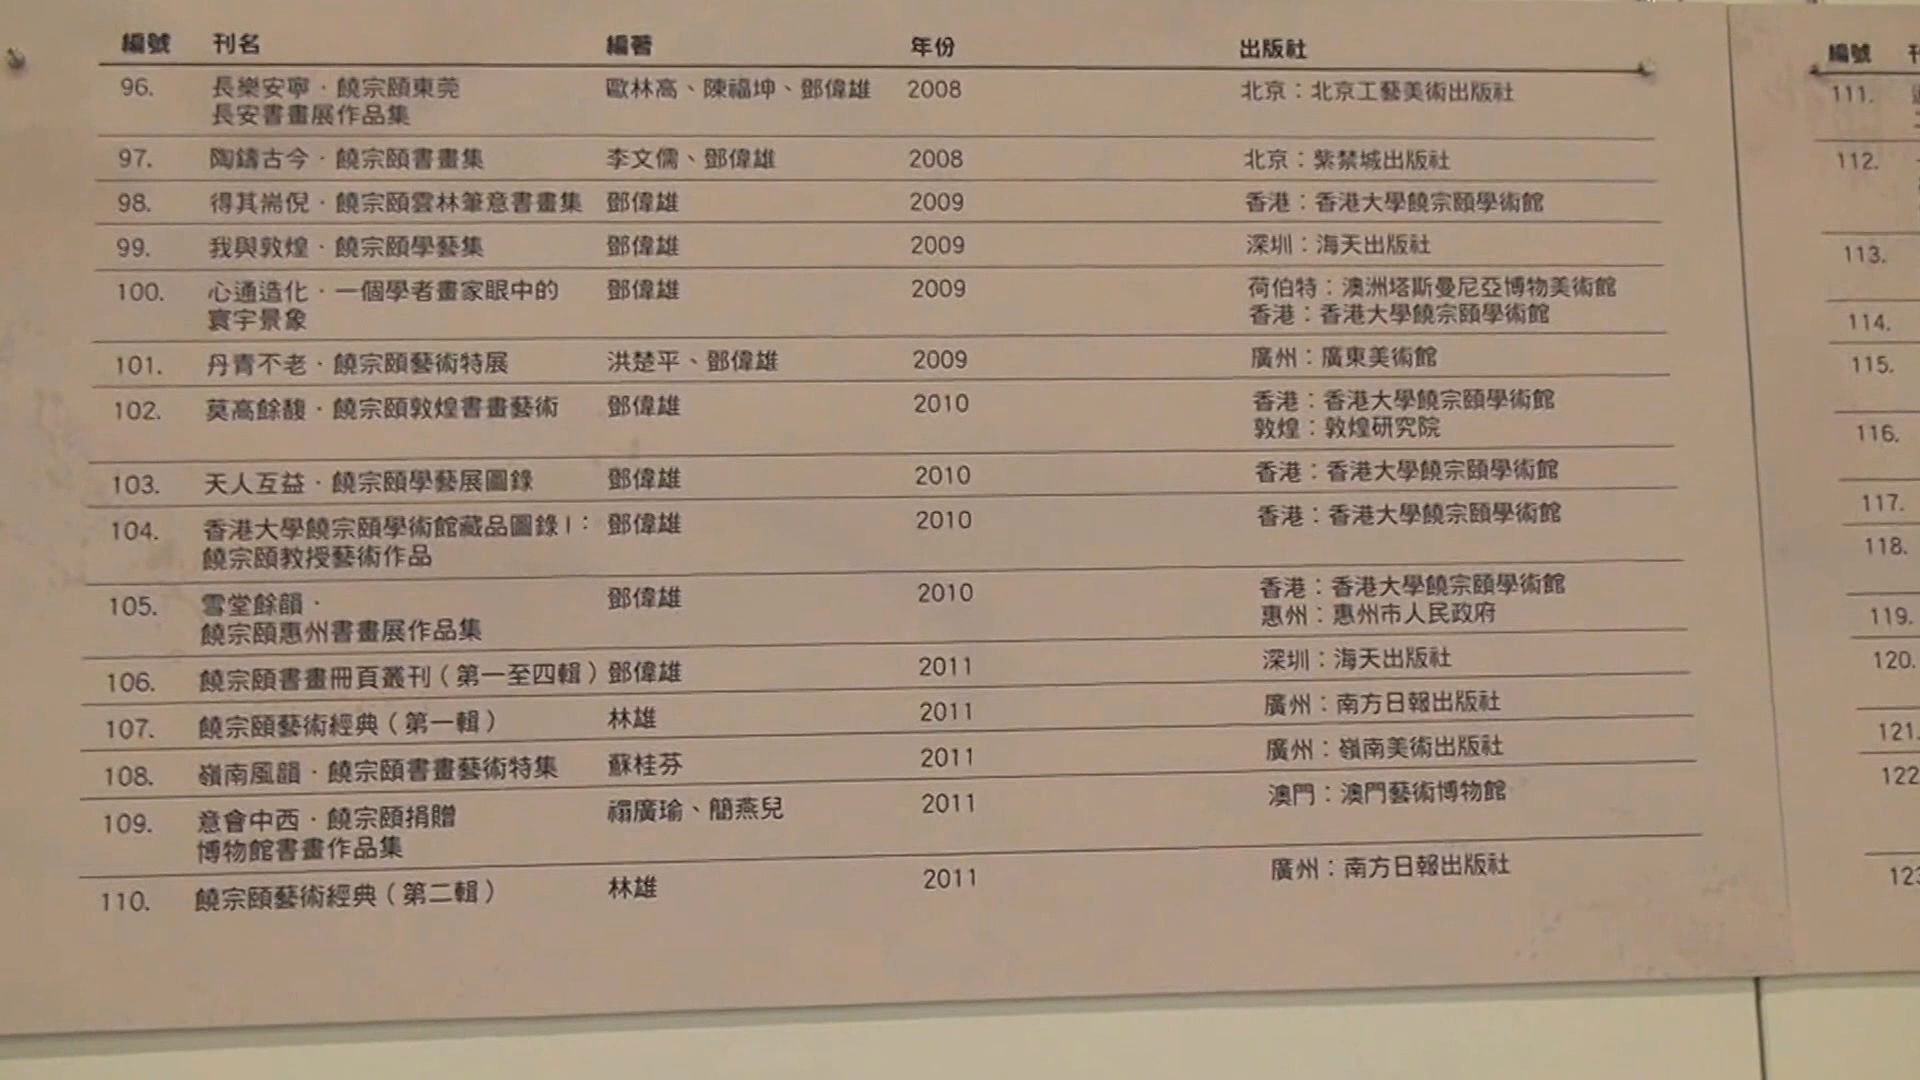 編號 刊名 編著 年份 出版社
96. 長樂安寧．饒宗頤東莞 歐林高、陳福坤、鄧偉雄 2008 北京：北京工藝美術出版社
長安書畫展作品集
97. 陶鑄古今．饒宗頤書畫集 李文儒、鄧偉雄 2008 北京：紫禁城出版社
98. 得其耑倪．饒宗頤雲林筆意書畫集 鄧偉雄 2009 香港：香港大學饒宗頤學術館
99. 我與敦煌．饒宗頤學藝集 鄧偉雄 2009 深圳：海天出版社
100. 心通造化．一個學者畫家眼中的 鄧偉雄 2009 荷伯特：澳洲塔斯曼尼亞博物美術館
寰宇景象 香港：香港大學饒宗頤學術館
101. 丹青不老．饒宗頤藝術特展 洪楚平、鄧偉雄 2009 廣州：廣東美術館
102. 莫高餘馥．饒宗頤敦煌書畫藝術 鄧偉雄 2010 香港：香港大學饒宗頤學術館
敦煌：敦煌研究院
103. 天人互益．饒宗頤學藝展圖錄 鄧偉雄 2010 香港：香港大學饒宗頤學術館
104. 香港大學饒宗頤學術館藏品圖錄 I： 鄧偉雄 2010 香港：香港大學饒宗頤學術館
饒宗頤教授藝術作品
105. 雪堂餘韻． 鄧偉雄 2010 香港：香港大學饒宗頤學術館
饒宗頤惠州書畫展作品集 惠州：惠州市人民政府
106. 饒宗頤書畫冊頁叢刊（第一至四輯） 鄧偉雄 2011 深圳：海天出版社
107. 饒宗頤藝術經典（第一輯） 林雄 2011 廣州：南方日報出版社
108. 嶺南風韻．饒宗頤書畫藝術特集 蘇桂芬 2011 廣州：嶺南美術出版社
109. 意會中西．饒宗頤捐贈 禤廣瑜、簡燕兒 2011 澳門：澳門藝術博物館
博物館書畫作品集
110. 饒宗頤藝術經典（第二輯） 林雄 2011 廣州：南方日報出版社
編號
111.
112.
113.
114.
115.
116.
117.
118.
119.
120.
121.
122
123